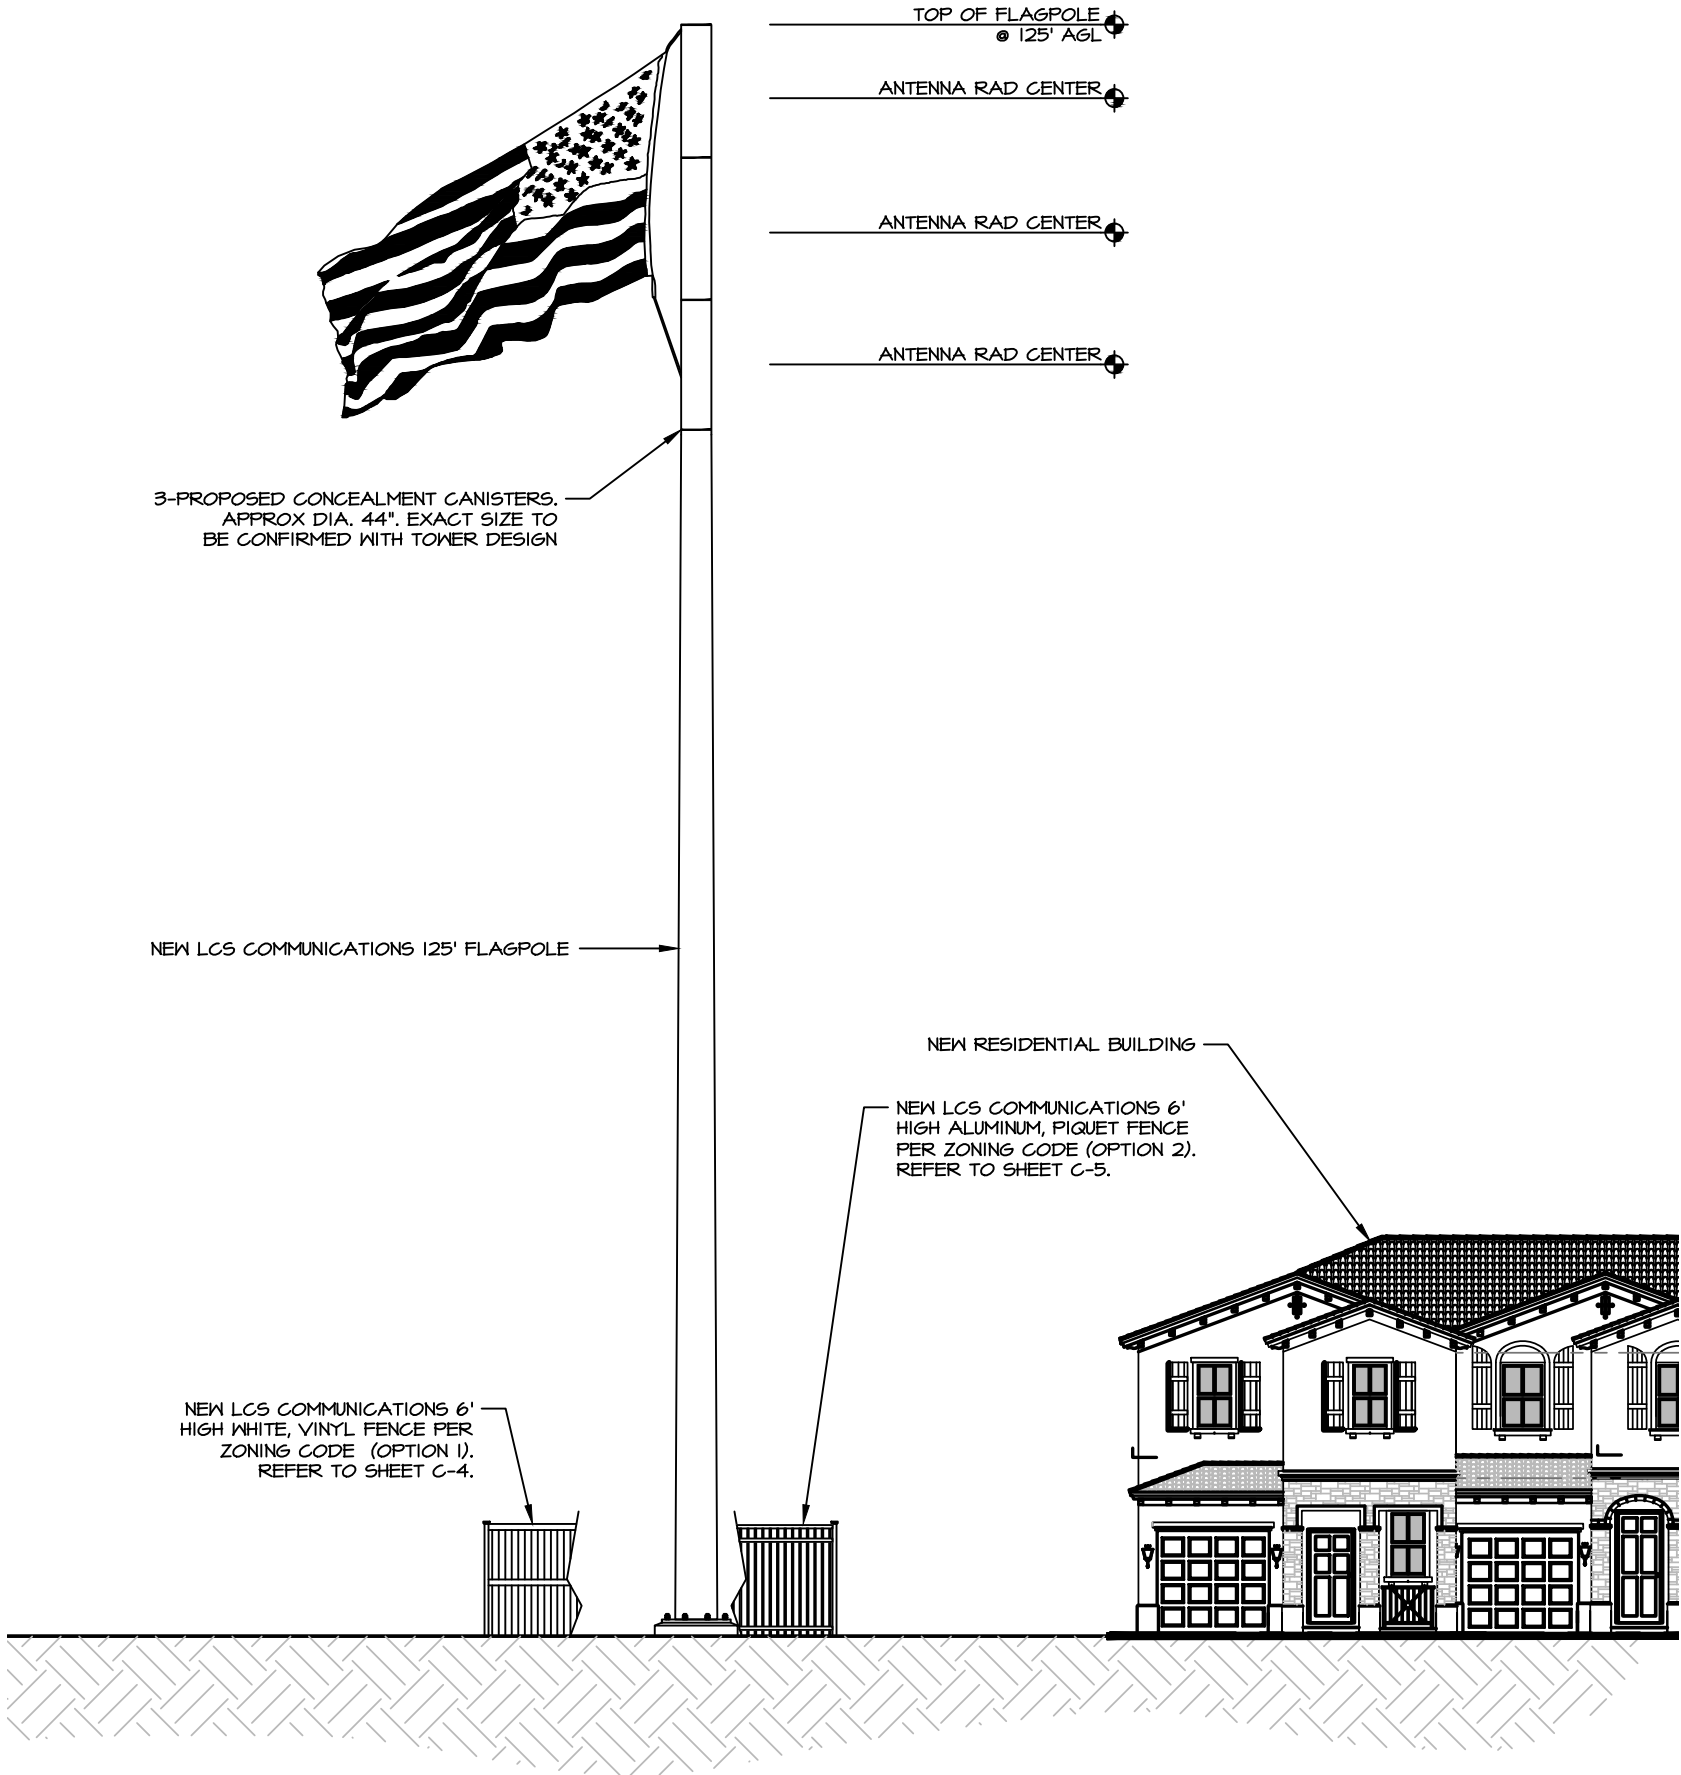 TOP OF FLAGPOLE
@ 125' AGL
ANTENNA RAD CENTER
ANTENNA RAD CENTER
ANTENNA RAD CENTER
3-PROPOSED CONCEALMENT CANISTERS.
APPROX DIA. 44". EXACT SIZE TO
BE CONFIRMED WITH TOWER DESIGN
NEW LCS COMMUNICATIONS 125' FLAGPOLE
NEW RESIDENTIAL BUILDING
NEW LCS COMMUNICATIONS 6'
HIGH ALUMINUM, PIQUET FENCE
PER ZONING CODE (OPTION 2).
REFER TO SHEET C-5.
NEW LCS COMMUNICATIONS 6'
HIGH WHITE, VINYL FENCE PER
ZONING CODE (OPTION 1).
REFER TO SHEET C-4.